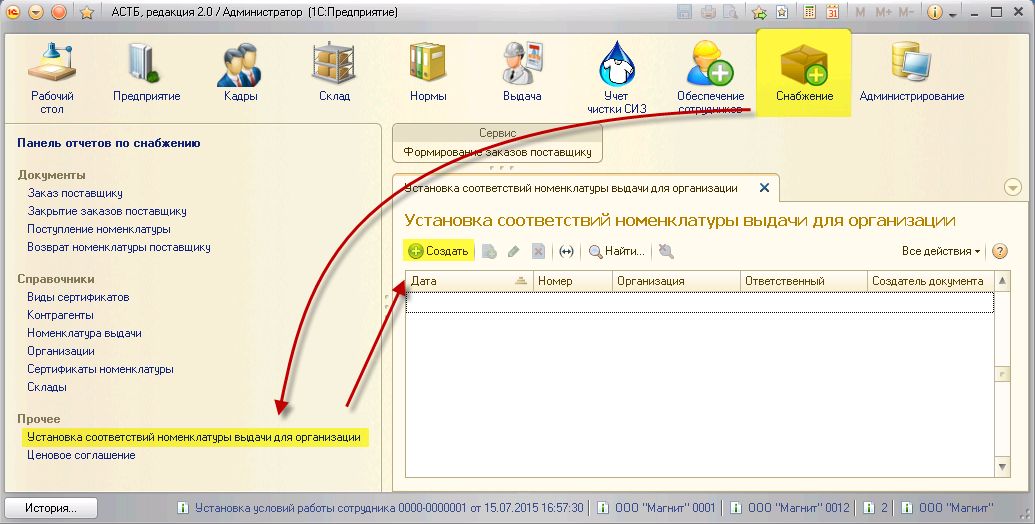 АСТБ, редакция 2.0 / Администратор (1С:Предприятие)
M M+ M-
Рабочий стол
Предприятие
Кадры
Склад
Нормы
Выдача
Учет чистки СИЗ
Обеспечение сотрудников
Снабжение
Администрирование
Панель отчетов по снабжению
Документы
Заказ поставщику
Закрытие заказов поставщику
Поступление номенклатуры
Возврат номенклатуры поставщику
Справочники
Виды сертификатов
Контрагенты
Номенклатура выдачи
Организации
Сертификаты номенклатуры
Склады
Прочее
Установка соответствий номенклатуры выдачи для организации
Ценовое соглашение
Сервис
Формирование заказов поставщику
Установка соответствий номенклатуры выдачи для организации
Установка соответствий номенклатуры выдачи для организации
Создать Найти... Все действия
Дата Номер Организация Ответственный Создатель документа
История... Установка условий работы сотрудника 0000-0000001 от 15.07.2015 16:57:30 ООО "Магнит" 0001 ООО "Магнит" 0012 2 ООО "Магнит"